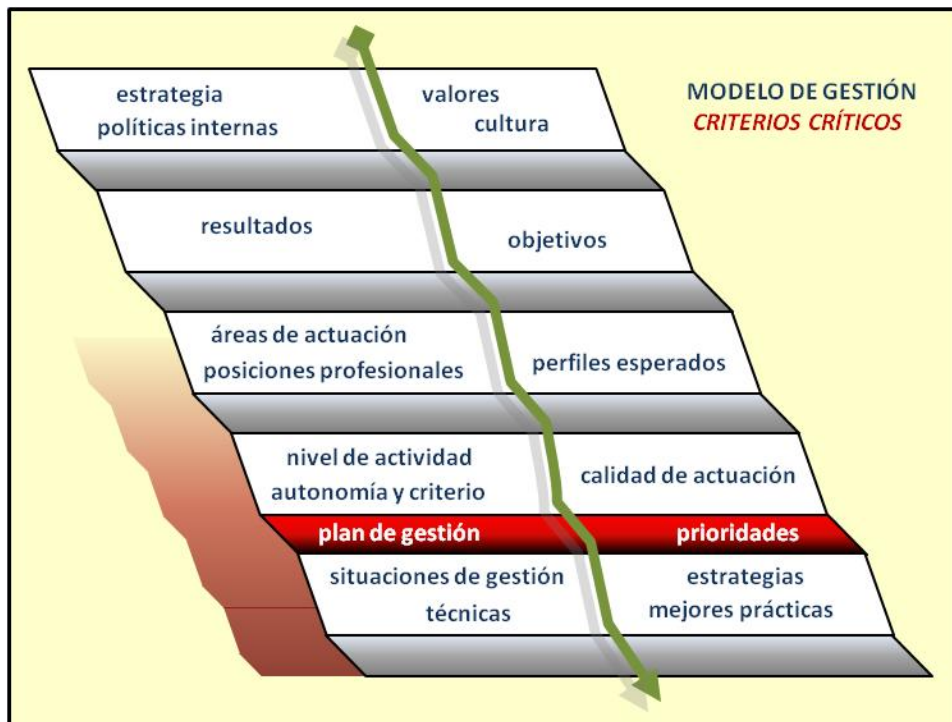 MODELO DE GESTIÓN
CRITERIOS CRÍTICOS
estrategia
políticas internas
valores
cultura
resultados
objetivos
áreas de actuación
posiciones profesionales
perfiles esperados
nivel de actividad
autonomía y criterio
calidad de actuación
plan de gestión
prioridades
situaciones de gestión
técnicas
estrategias
mejores prácticas